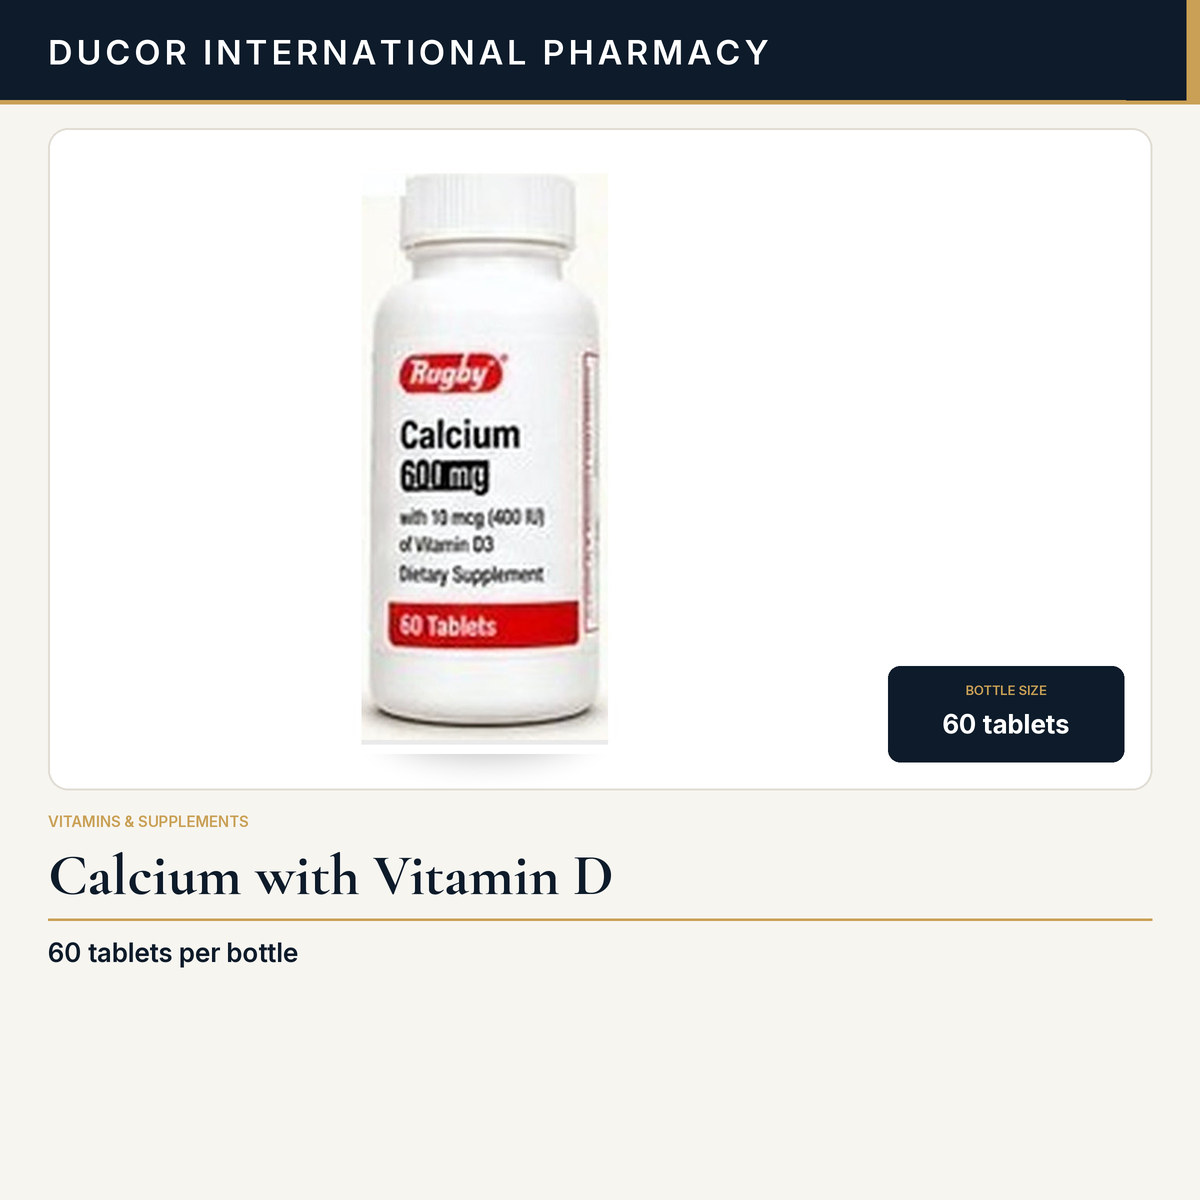 DUCOR INTERNATIONAL PHARMACY
Rugby®
Calcium
600 mg
with 10 mcg (400 IU)
of Vitamin D3
Dietary Supplement
60 Tablets
BOTTLE SIZE
60 tablets
VITAMINS & SUPPLEMENTS
Calcium with Vitamin D
60 tablets per bottle